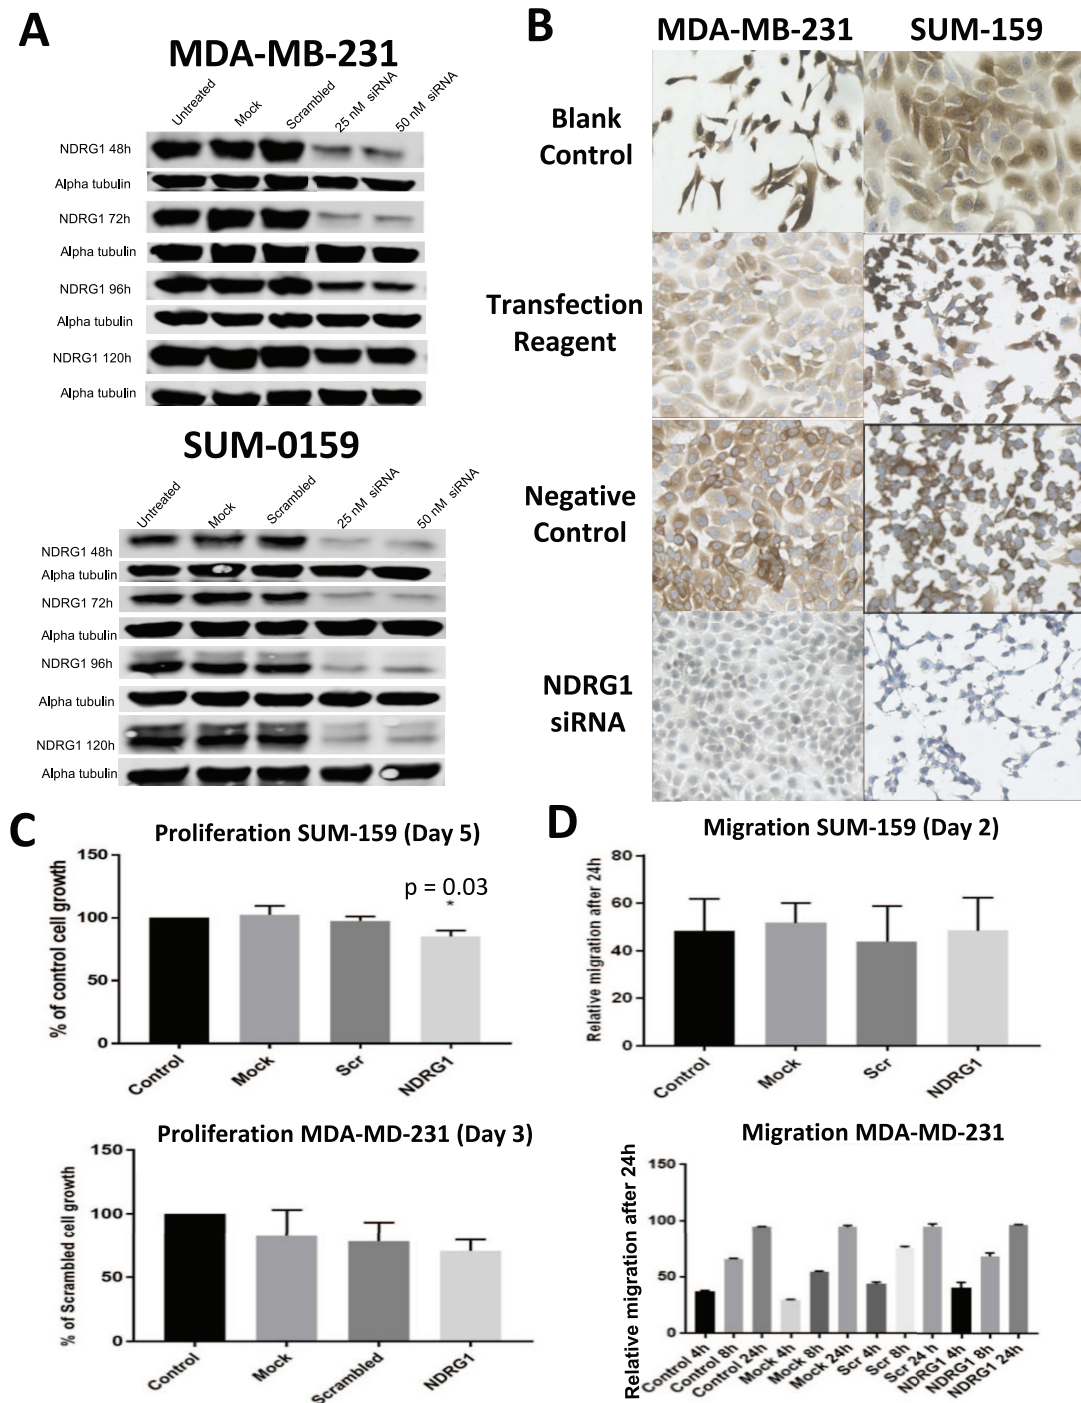 A
MDA-MB-231
Untreated
Mock
Scrambled
25 nM siRNA
50 nM siRNA
NDRG1 48h
Alpha tubulin
NDRG1 72h
Alpha tubulin
NDRG1 96h
Alpha tubulin
NDRG1 120h
Alpha tubulin
SUM-0159
Untreated
Mock
Scrambled
25 nM siRNA
50 nM siRNA
NDRG1 48h
Alpha tubulin
NDRG1 72h
Alpha tubulin
NDRG1 96h
Alpha tubulin
NDRG1 120h
Alpha tubulin
B
MDA-MB-231
SUM-159
Blank
Control
Transfection
Reagent
Negative
Control
NDRG1
siRNA
C
Proliferation SUM-159 (Day 5)
% of control cell growth
150
100
50
0
p = 0.03
*
Control
Mock
Scr
NDRG1
Proliferation MDA-MD-231 (Day 3)
% of Scrambled cell growth
150
100
50
0
Control
Mock
Scrambled
NDRG1
D
Migration SUM-159 (Day 2)
Relative migration after 24h
80
60
40
20
0
Control
Mock
Scr
NDRG1
Migration MDA-MD-231
Relative migration after 24h
150
100
50
0
Control 4h
Control 8h
Control 24h
Mock 4h
Mock 8h
Mock 24h
Scr 4h
Scr 8h
Scr 24 h
NDRG1 4h
NDRG1 8h
NDRG1 24h